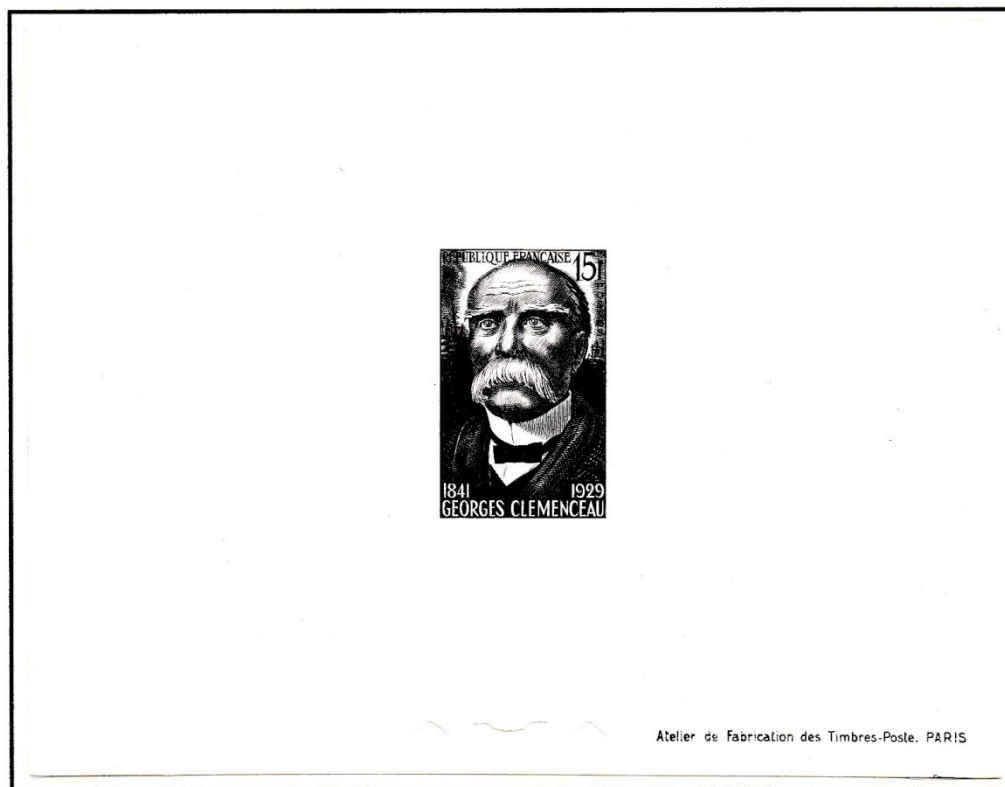 RÉPUBLIQUE FRANÇAISE 15F
1841 1929
GEORGES CLEMENCEAU
Atelier de Fabrication des Timbres-Poste. PARIS